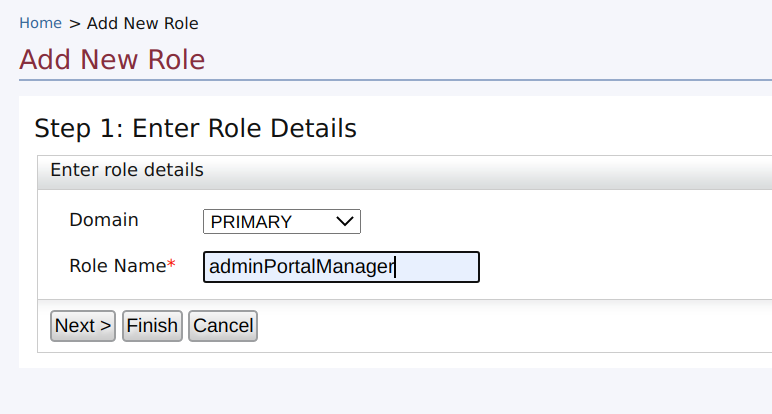 Home > Add New Role
Add New Role
Step 1: Enter Role Details
Enter role details
Domain PRIMARY
Role Name* adminPortalManager
Next > Finish Cancel